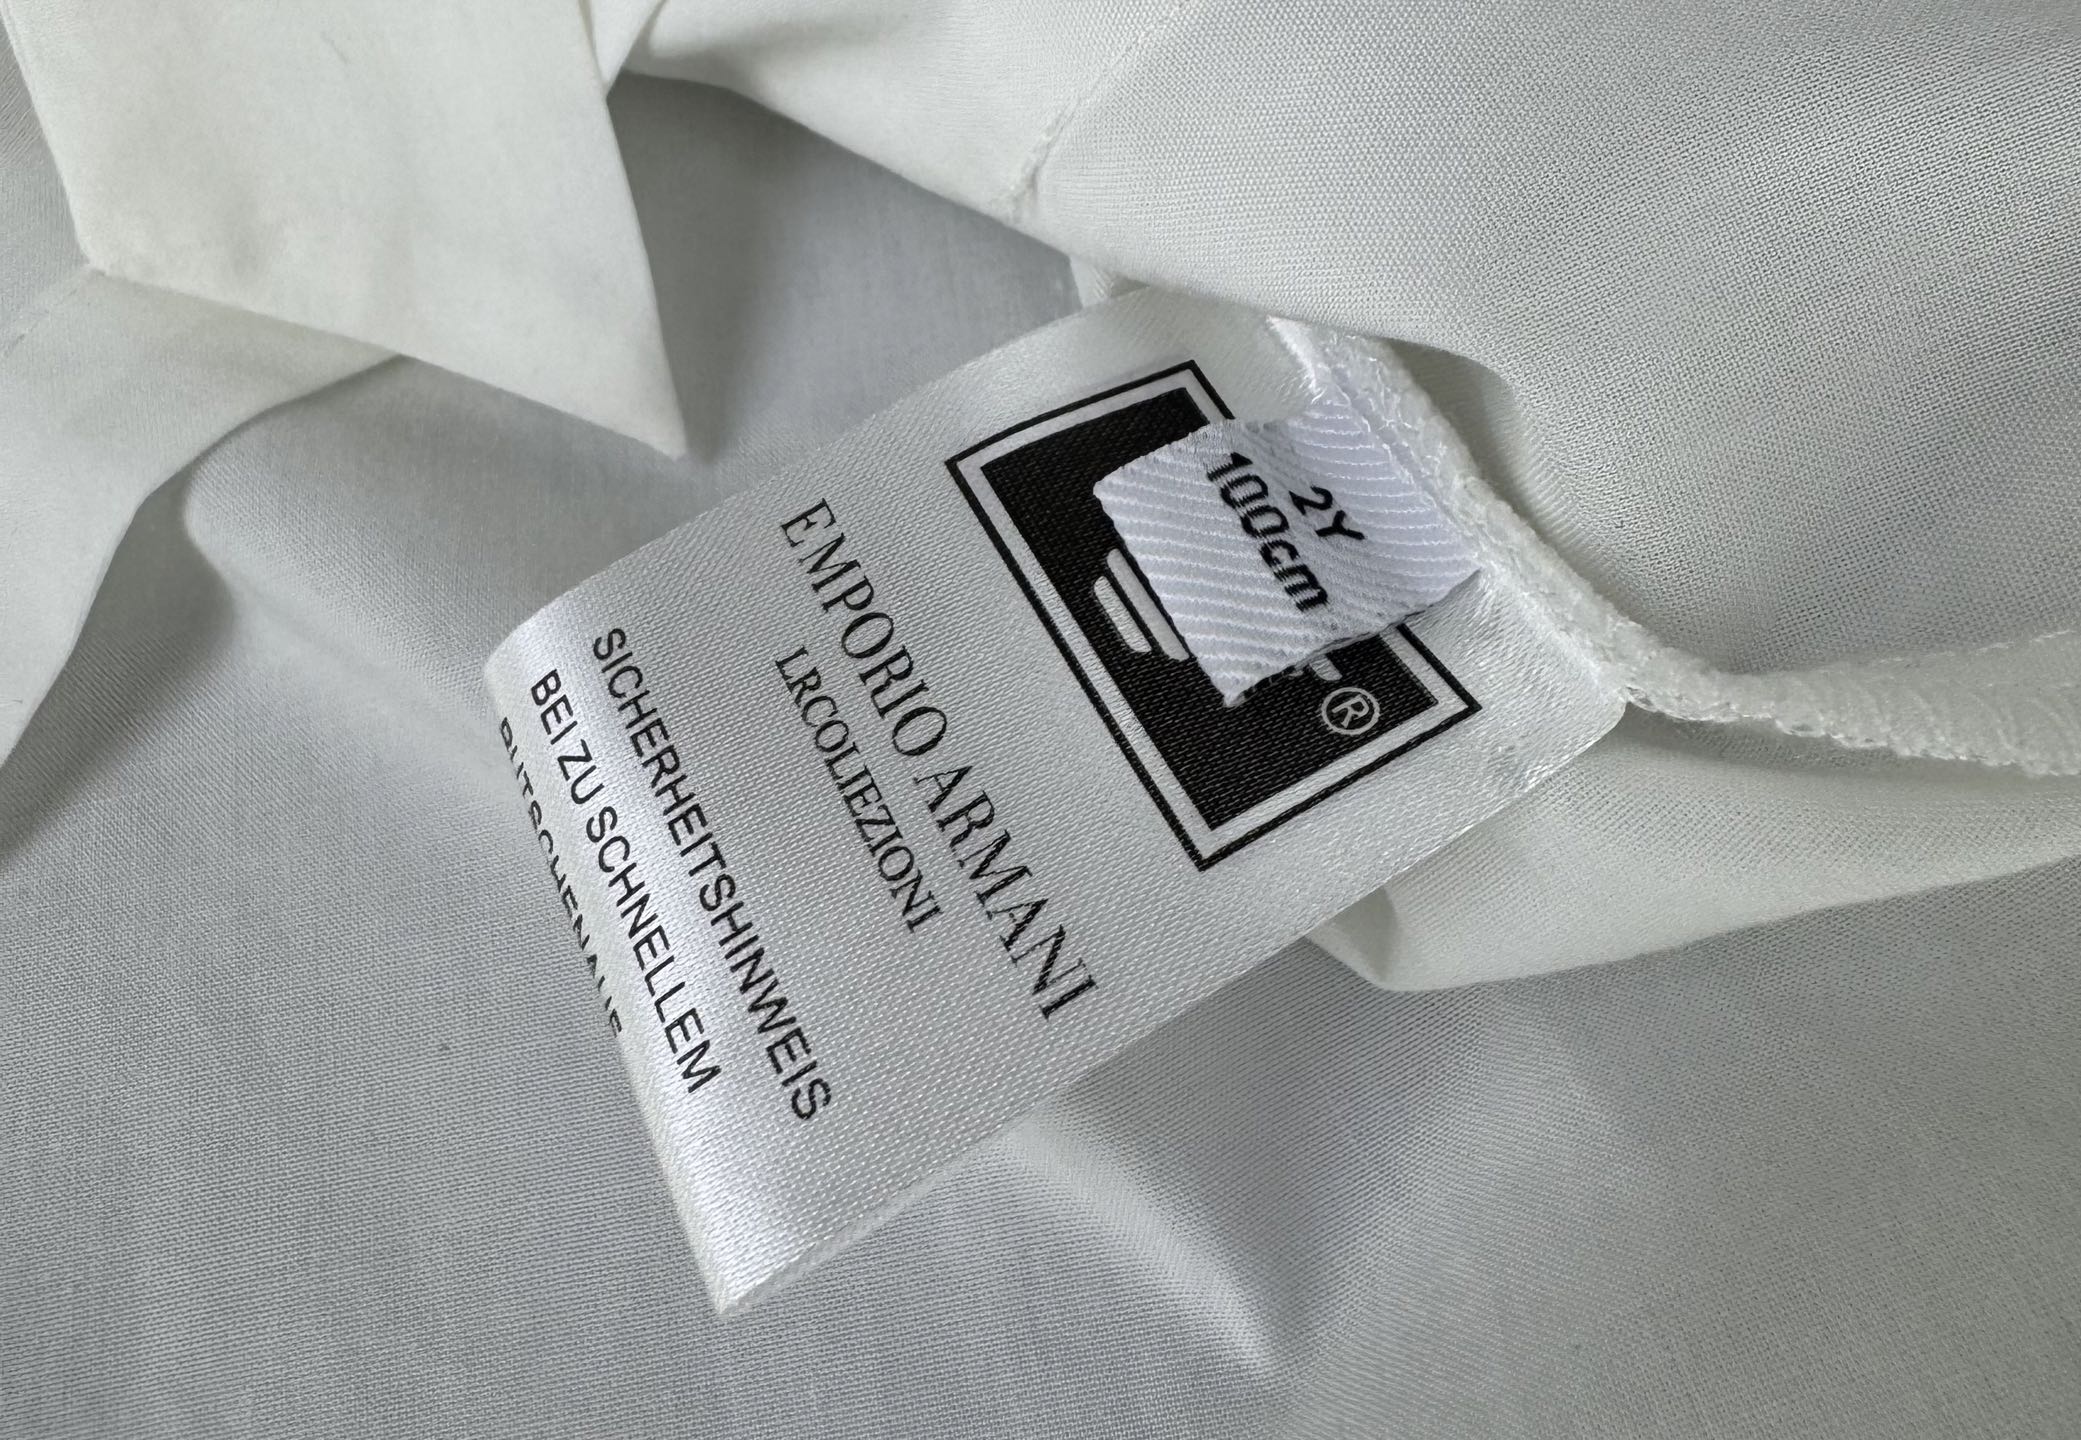 2Y
100cm
®
EMPORIO ARMANI
LRCOLIEZIONI
SICHERHEITSHINWEIS
BEI ZU SCHNELLEM